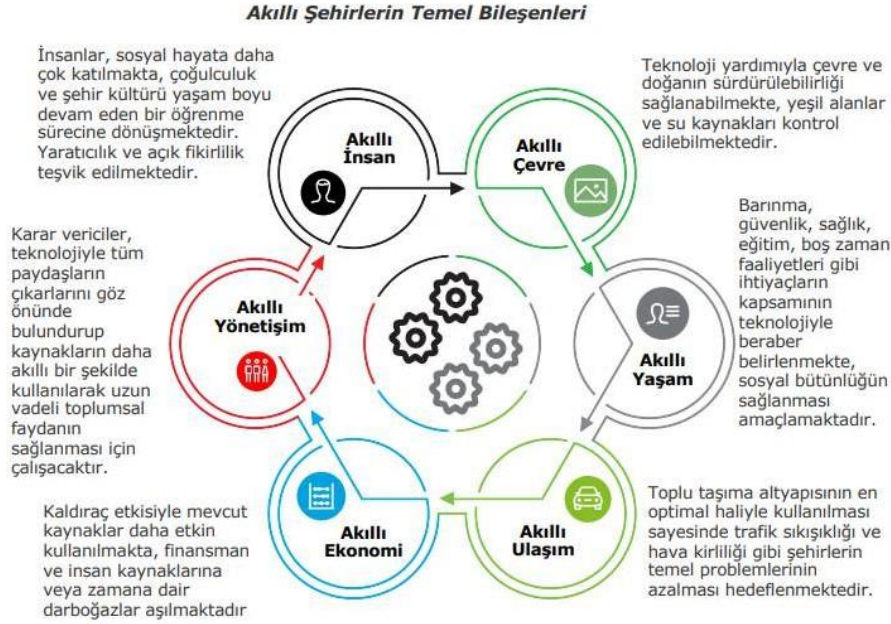 Akıllı Şehirlerin Temel Bileşenleri
İnsanlar, sosyal hayata daha
çok katılmakta, çoğulculuk
ve şehir kültürü yaşam boyu
devam eden bir öğrenme
sürecine dönüşmektedir.
Yaratıcılık ve açık fikirlilik
teşvik edilmektedir.
Akıllı
İnsan
Akıllı
Çevre
Teknoloji yardımıyla çevre ve
doğanın sürdürülebilirliği
sağlanabilmekte, yeşil alanlar
ve su kaynakları kontrol
edilebilmektedir.
Karar vericiler,
teknolojiyle tüm
paydaşların
çıkarlarını göz
önünde
bulundurup
kaynakların daha
akıllı bir şekilde
kullanılarak uzun
vadeli toplumsal
faydanın
sağlanması için
çalışacaktır.
Akıllı
Yönetişim
Akıllı
Yaşam
Barınma,
güvenlik, sağlık,
eğitim, boş zaman
faaliyetleri gibi
ihtiyaçların
kapsamının
teknolojiyle
beraber
belirlenmekte,
sosyal bütünlüğün
sağlanması
amaçlamaktadır.
Kaldıraç etkisiyle mevcut
kaynaklar daha etkin
kullanılmakta, finansman
ve insan kaynaklarına
veya zamana dair
darboğazlar aşılmaktadır
Akıllı
Ekonomi
Akıllı
Ulaşım
Toplu taşıma altyapısının en
optimal haliyle kullanılması
sayesinde trafik sıkışıklığı ve
hava kirliliği gibi şehirlerin
temel problemlerinin
azalması hedeflenmektedir.